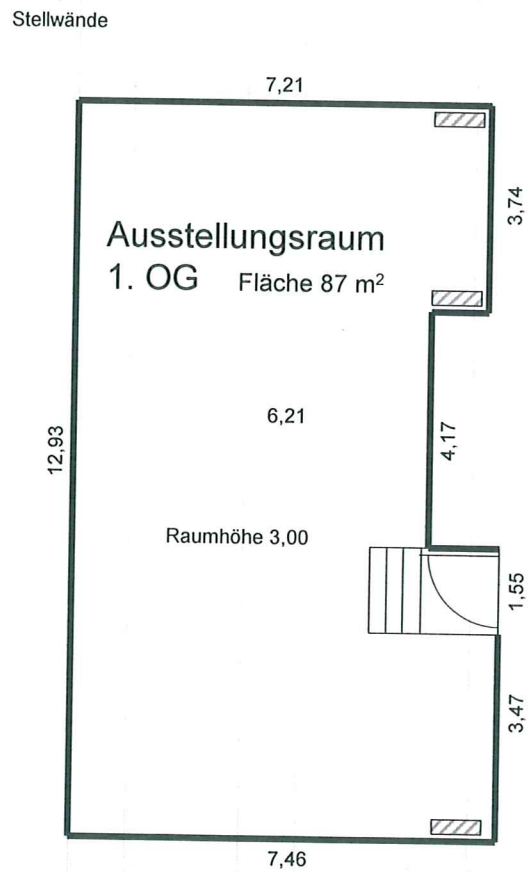 Stellwände
7,21
3,74
Ausstellungsraum
1. OG Fläche 87 m²
6,21
4,17
12,93
Raumhöhe 3,00
1,55
3,47
7,46